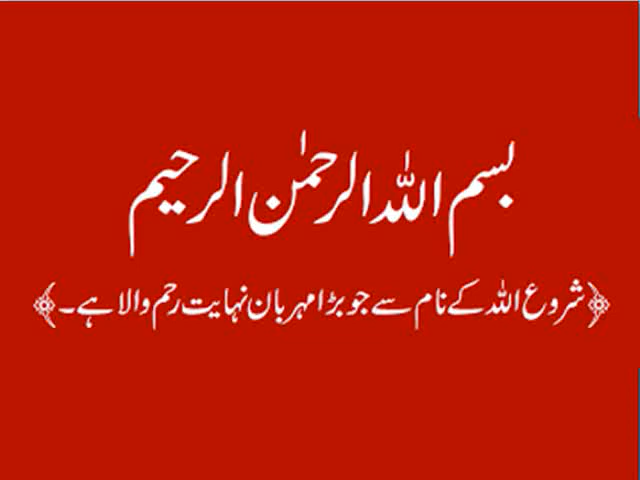 بسم اللہ الرحمٰن الرحیم
﴿شروع اللہ کے نام سے جو بڑا مہربان نہایت رحم والا ہے۔﴾